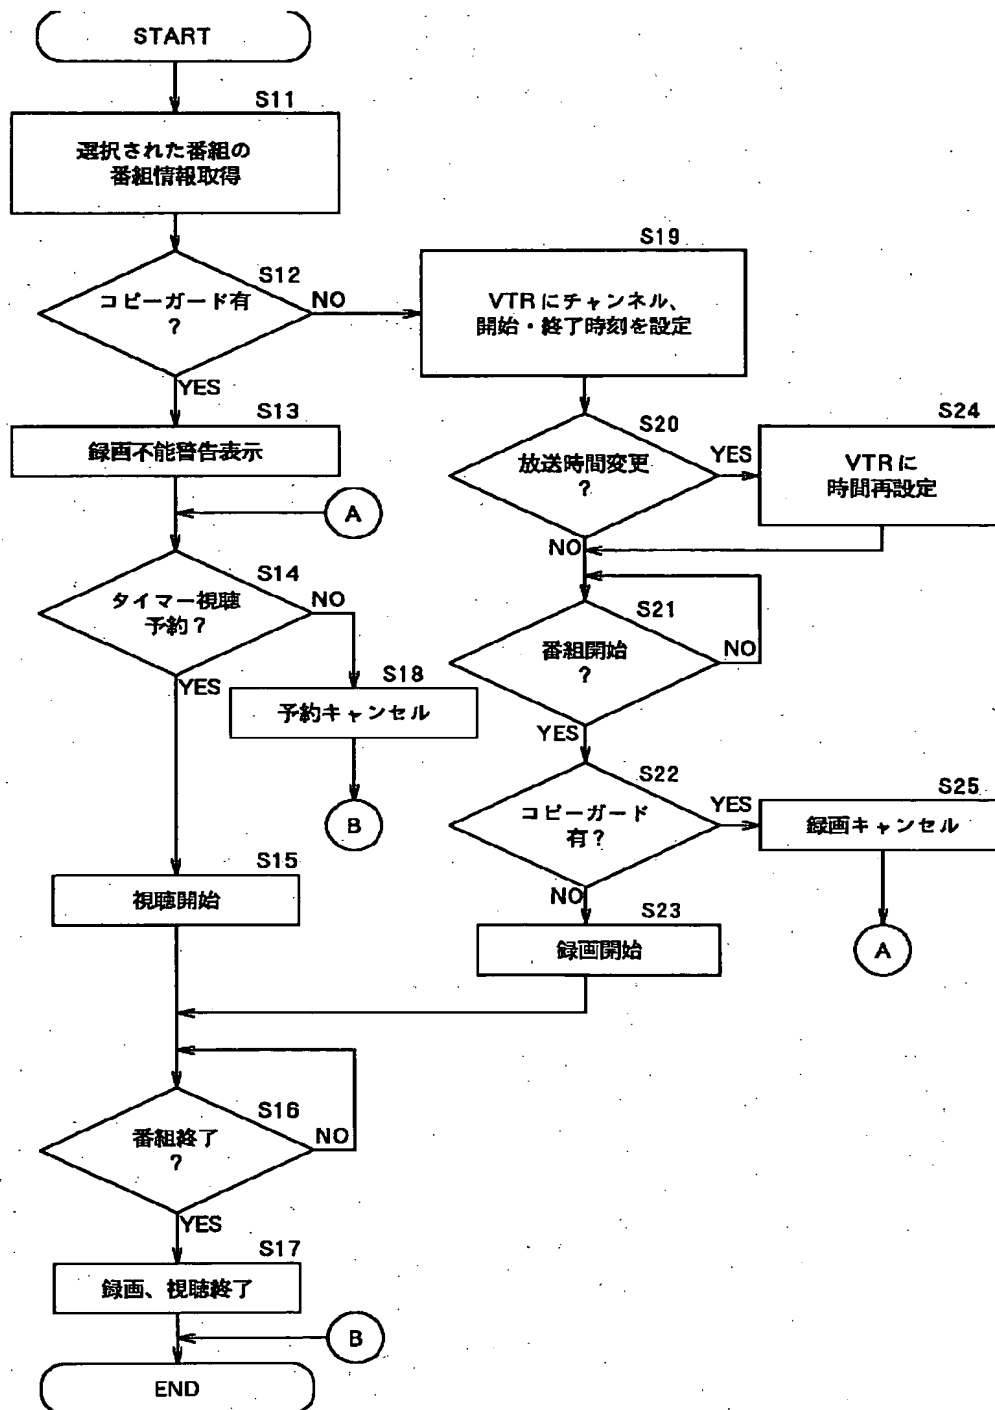 START
S11
選択された番組の
番組情報取得
S12
コピーガード有
?
NO
YES
S13
録画不能警告表示
A
S14
タイマー視聴
予約?
NO
YES
S18
予約キャンセル
B
S15
視聴開始
S16
番組終了
?
NO
YES
S17
録画、視聴終了
B
END
S19
VTRにチャンネル、
開始・終了時刻を設定
S20
放送時間変更
?
YES
NO
S24
VTRに
時間再設定
S21
番組開始
?
NO
YES
S22
コピーガード
有?
YES
NO
S25
録画キャンセル
A
S23
録画開始